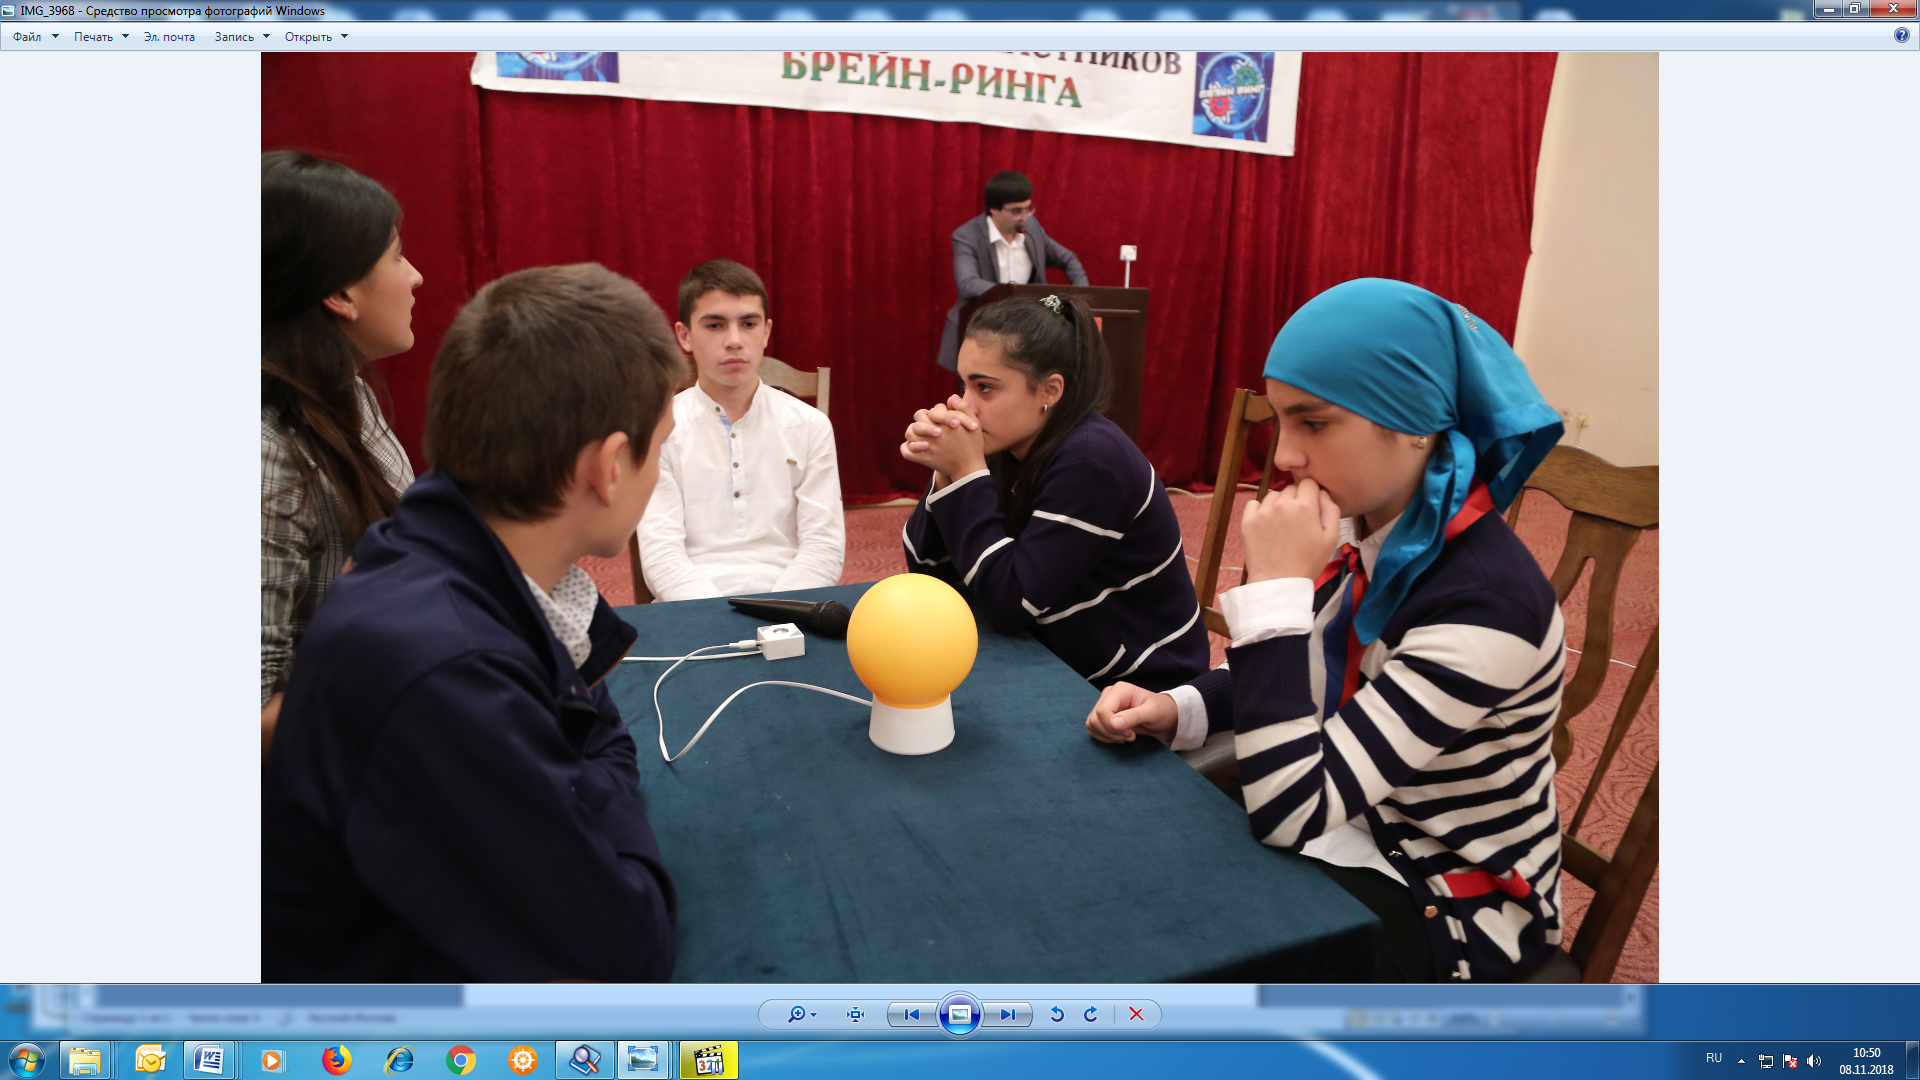 IMG_3968 - Средство просмотра фотографий Windows
Файл Печать Эл. почта Запись Открыть
БРЕЙН-РИНГА
RU
10:50
08.11.2018